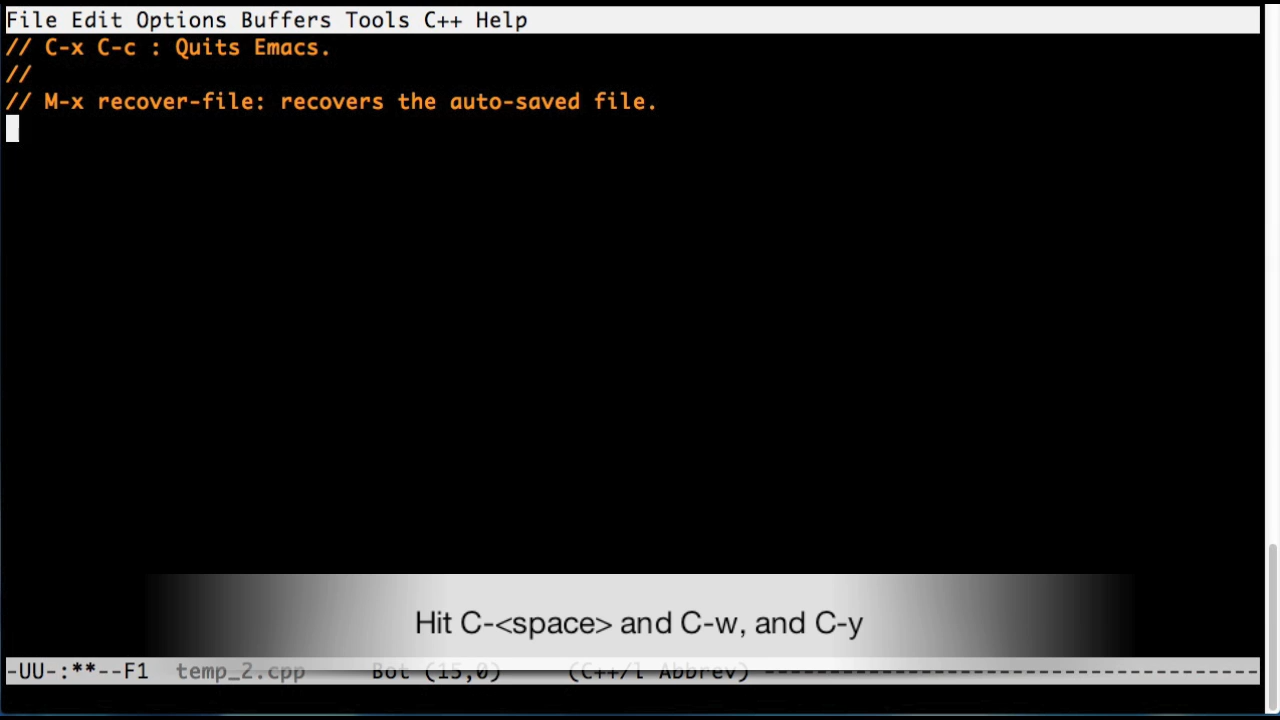 File Edit Options Buffers Tools C++ Help
// C-x C-c : Quits Emacs.
//
// M-x recover-file: recovers the auto-saved file.
Hit C-<space> and C-w, and C-y
-UU-:**--F1  temp_2.cpp     Bot (15,0)     (C++/l Abbrev) --------------------------------------